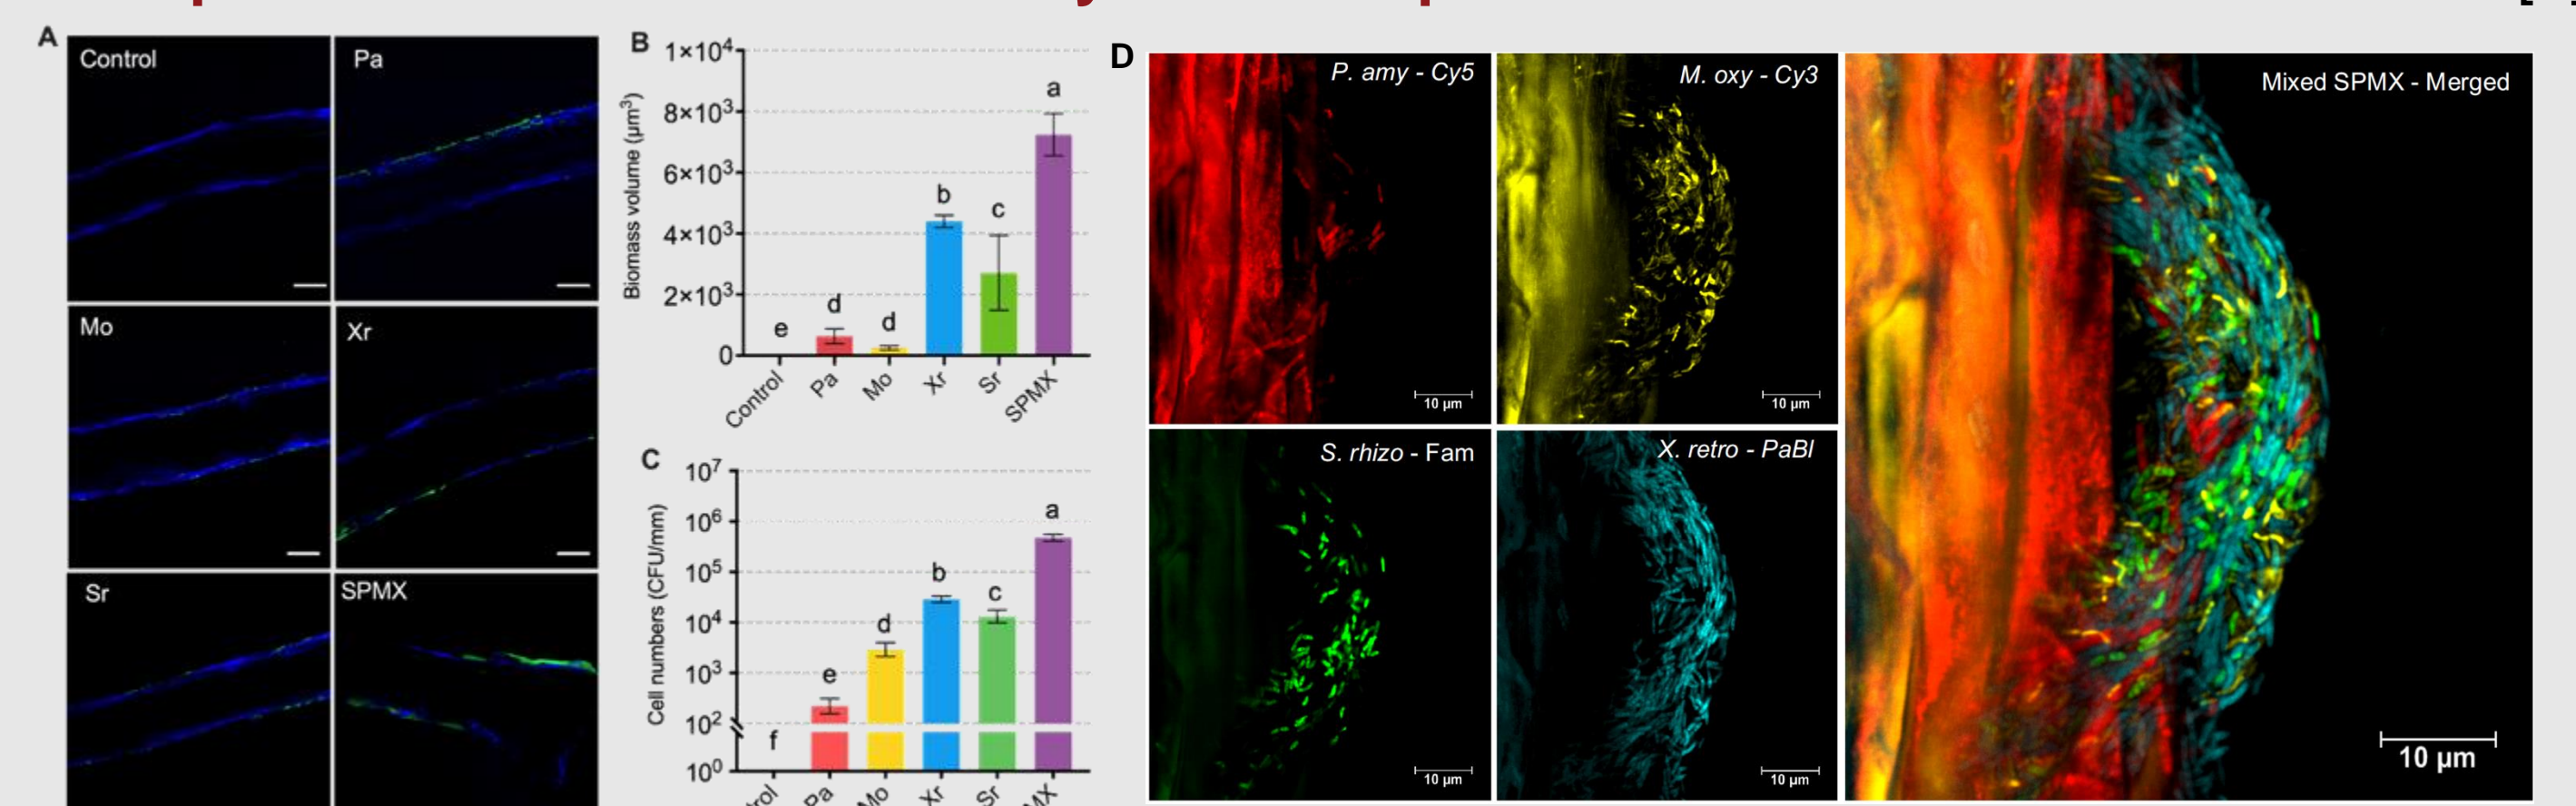 A
Control
Pa
Mo
Xr
Sr
SPMX
B
Biomass volume (µm³)
1×10⁴
8×10³
6×10³
4×10³
2×10³
0
e
d
d
b
c
a
Control
Pa
Mo
Xr
Sr
SPMX
C
Cell numbers (CFU/mm)
10⁷
10⁶
10⁵
10⁴
10³
10²
10⁰
f
e
d
b
c
a
Pa
Mo
Xr
Sr
D
P. amy - Cy5
10 µm
M. oxy - Cy3
10 µm
S. rhizo - Fam
10 µm
X. retro - PaBl
10 µm
Mixed SPMX - Merged
10 µm